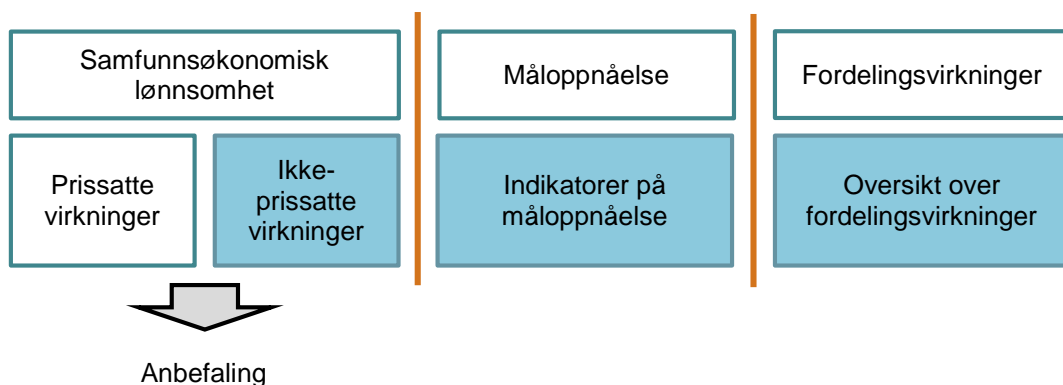 Samfunnsøkonomisk
lønnsomhet
Måloppnåelse
Fordelingsvirkninger
Prissatte
virkninger
Ikke-
prissatte
virkninger
Indikatorer på
måloppnåelse
Oversikt over
fordelingsvirkninger
Anbefaling